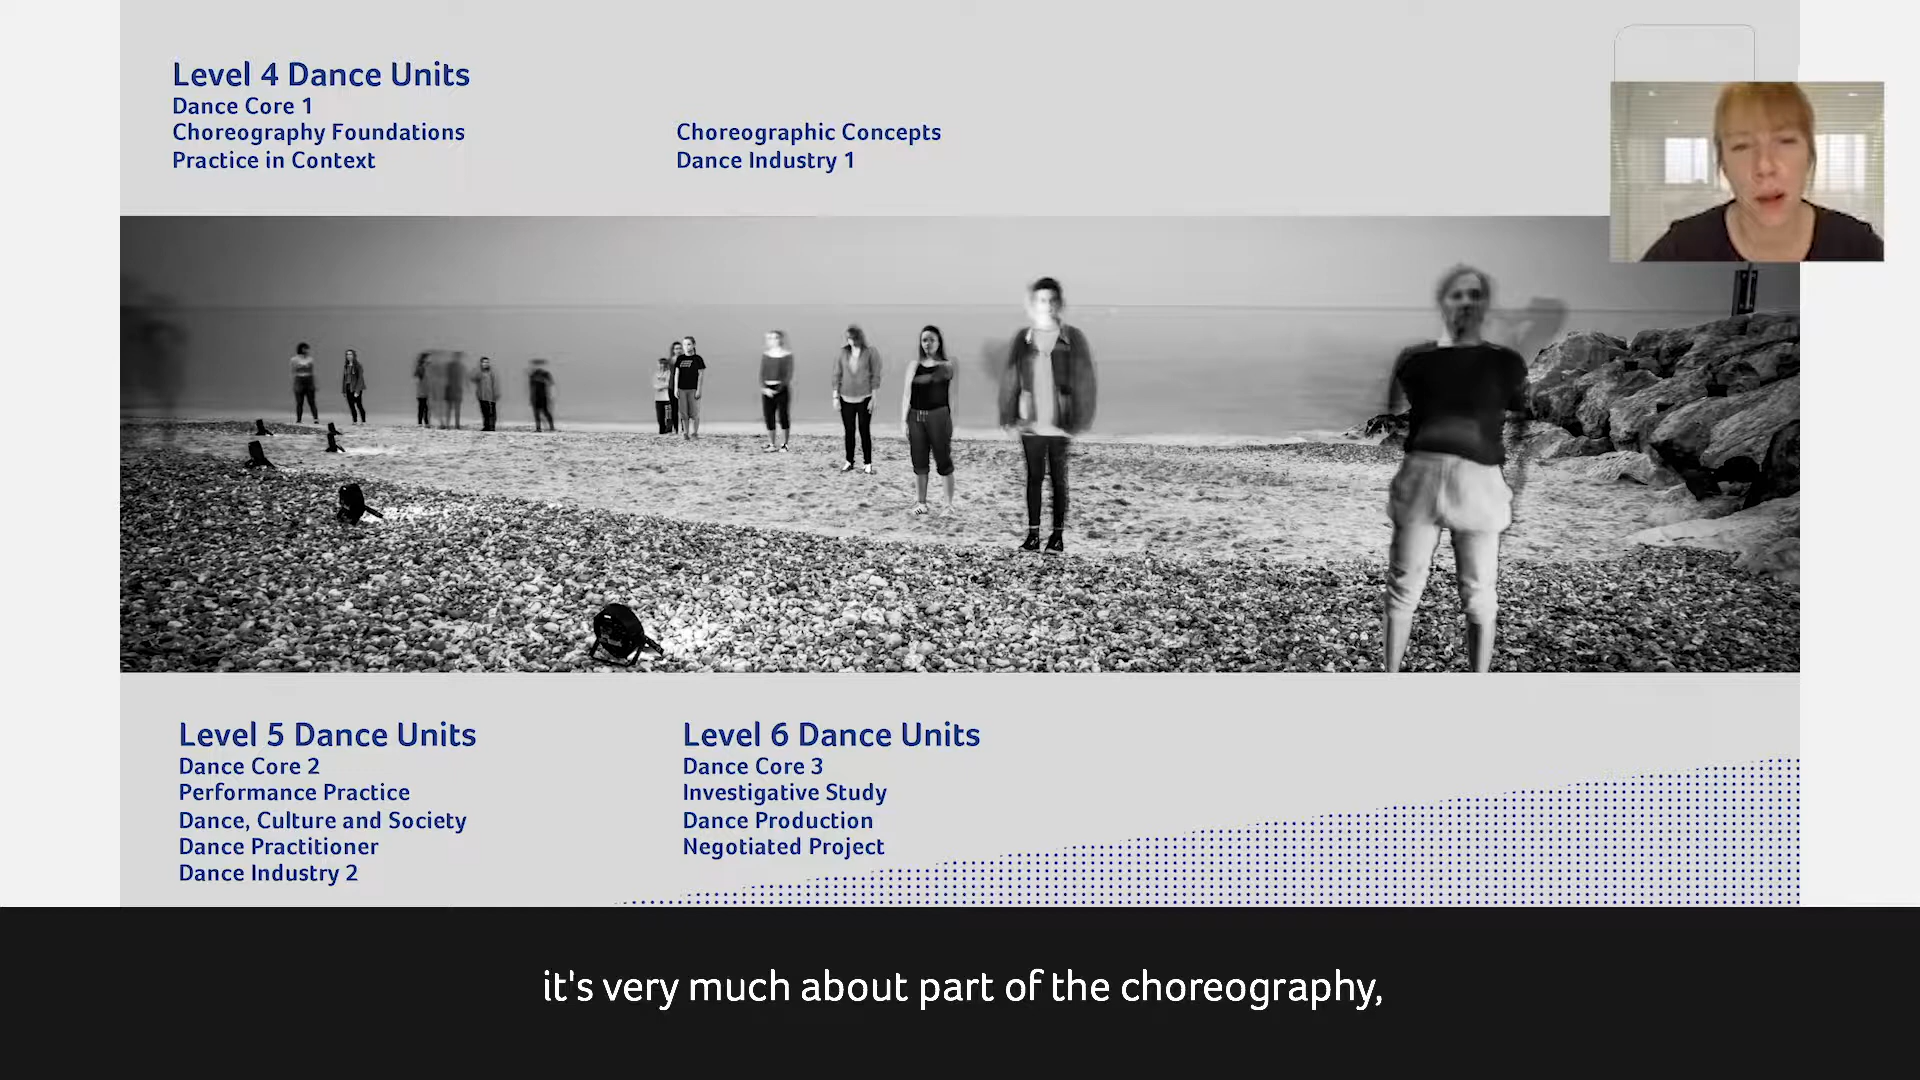 Level 4 Dance Units
Dance Core 1
Choreography Foundations
Practice in Context
Choreographic Concepts
Dance Industry 1
Level 5 Dance Units
Dance Core 2
Performance Practice
Dance, Culture and Society
Dance Practitioner
Dance Industry 2
Level 6 Dance Units
Dance Core 3
Investigative Study
Dance Production
Negotiated Project
it's very much about part of the choreography,